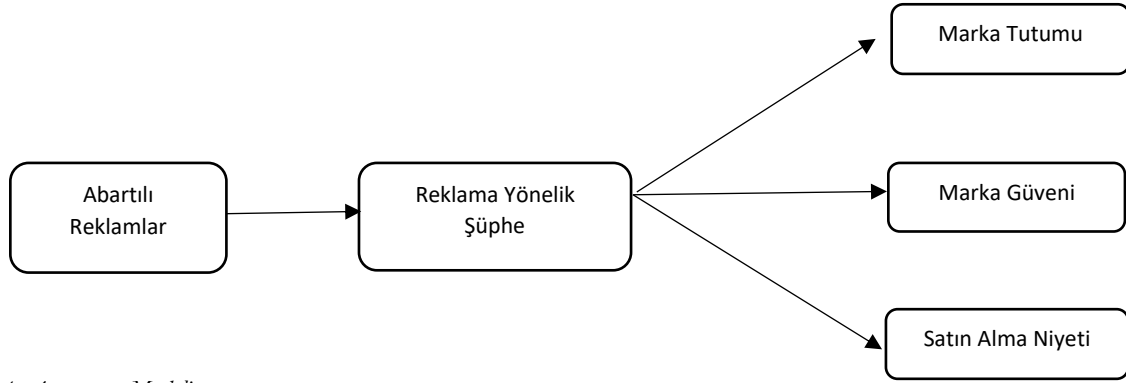 Marka Tutumu
Abartılı
Reklamlar
Reklama Yönelik
Şüphe
Marka Güveni
Satın Alma Niyeti